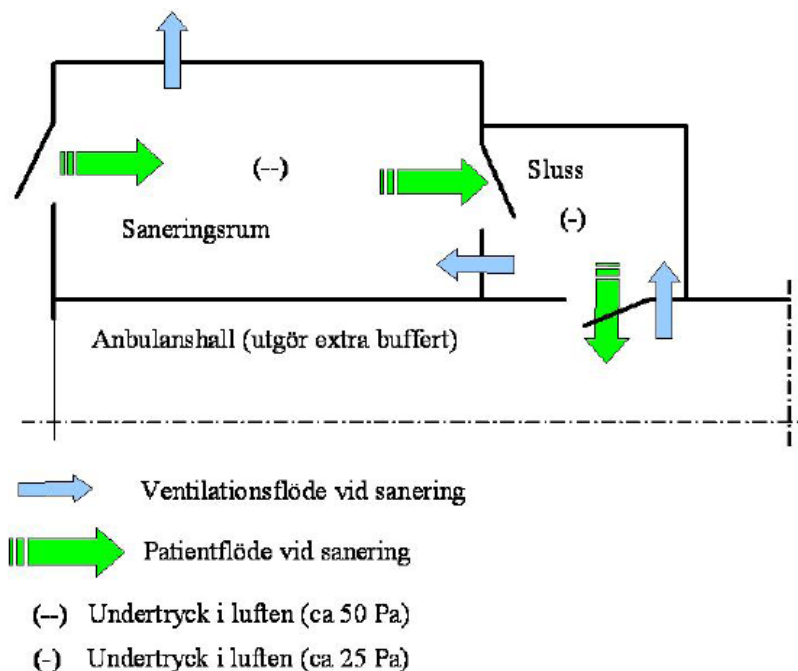 (--)
Sluss
(-)
Saneringsrum
Anbulanshall (utgör extra buffert)
Ventilationsflöde vid sanering
Patientflöde vid sanering
(--) Undertryck i luften (ca 50 Pa)
(-) Undertryck i luften (ca 25 Pa)